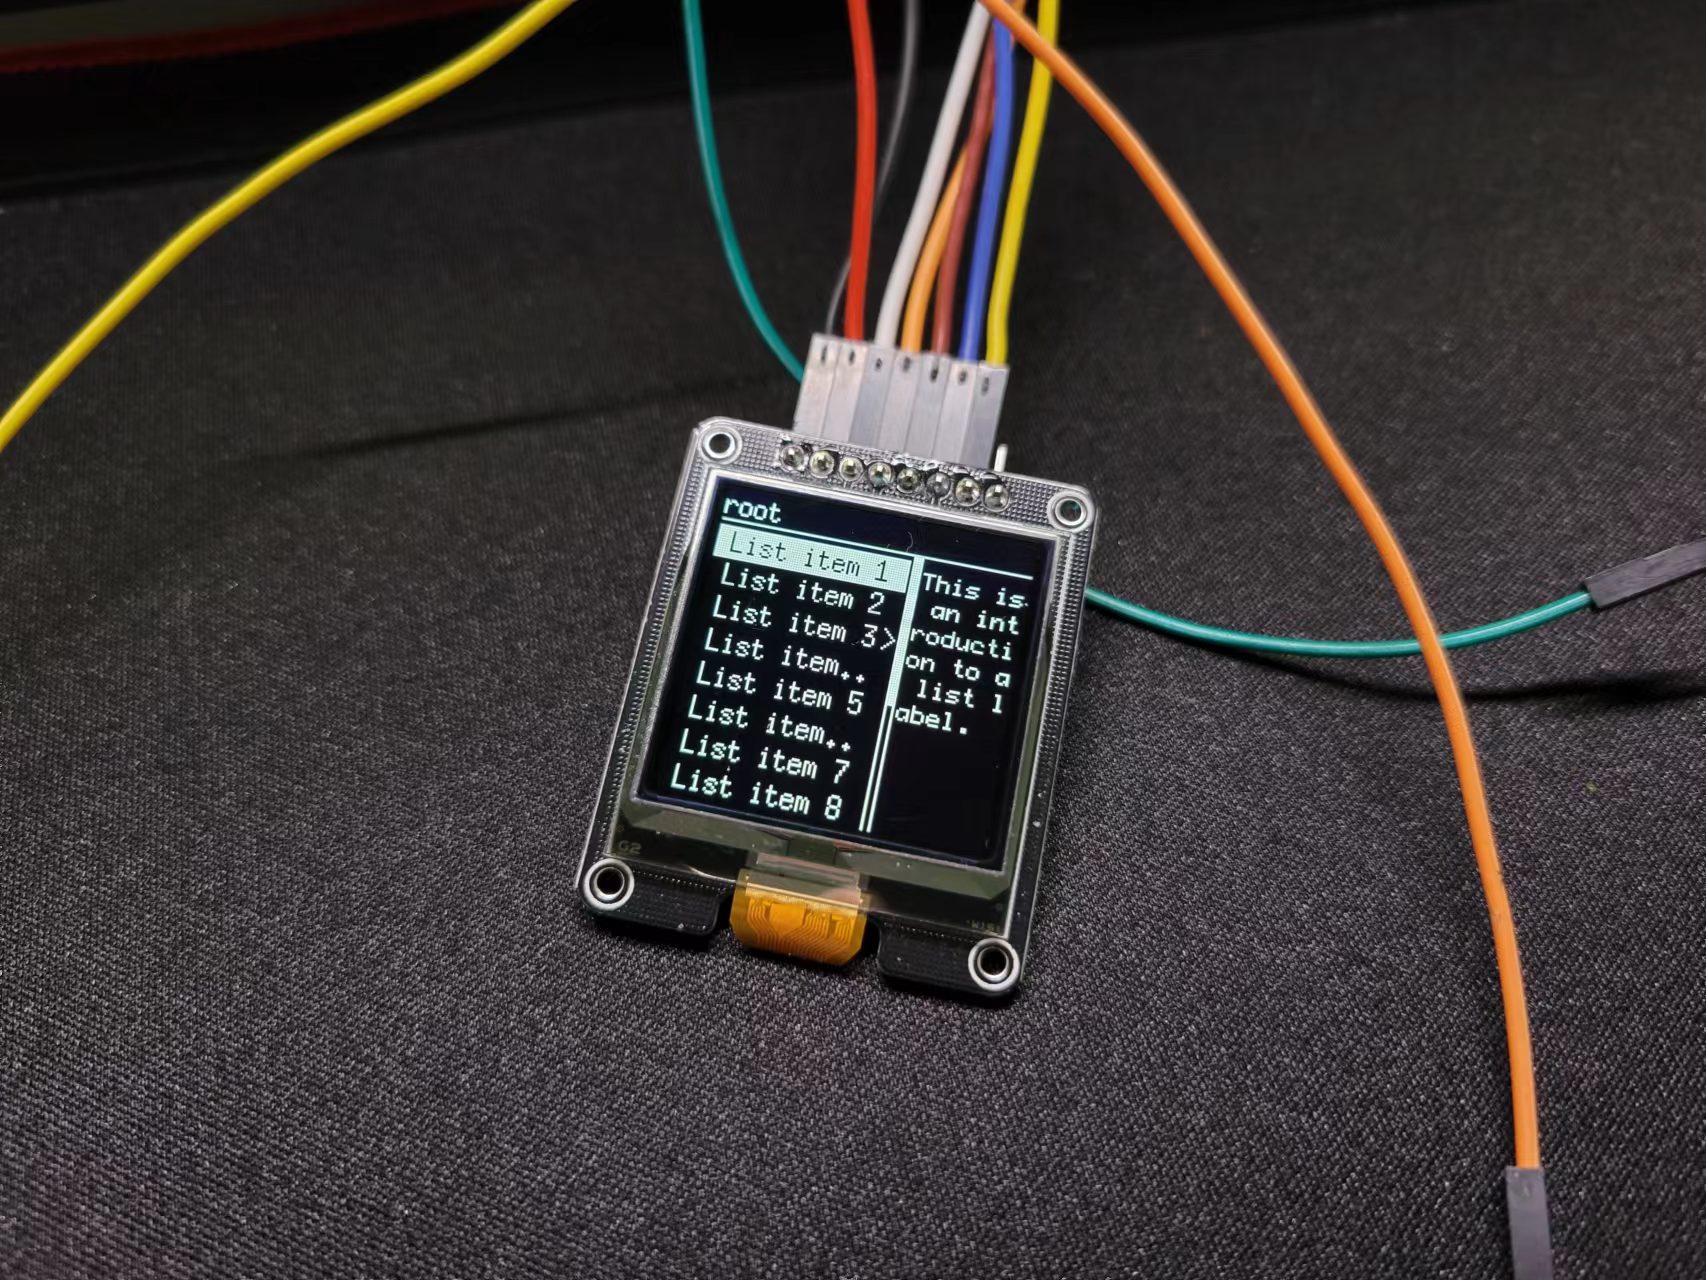 root
List item 1
List item 2
List item 3>
List item..
List item 5
List item..
List item 7
List item 8
This is
an int
roducti
on to a
list l
abel.
G2